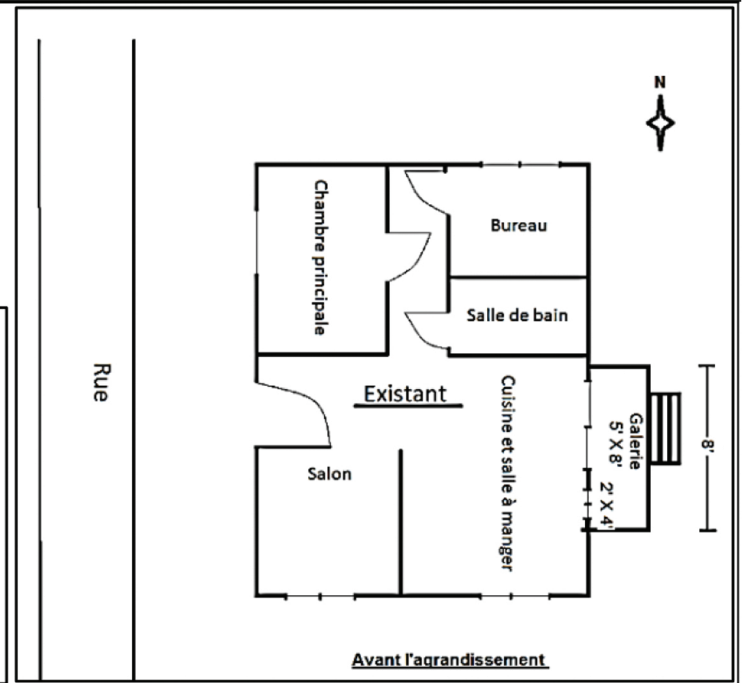 N
Chambre principale
Bureau
Salle de bain
Rue
Existant
Cuisine et salle à manger
Galerie
5' X 8'
2' X 4'
8'
Salon
Avant l'agrandissement